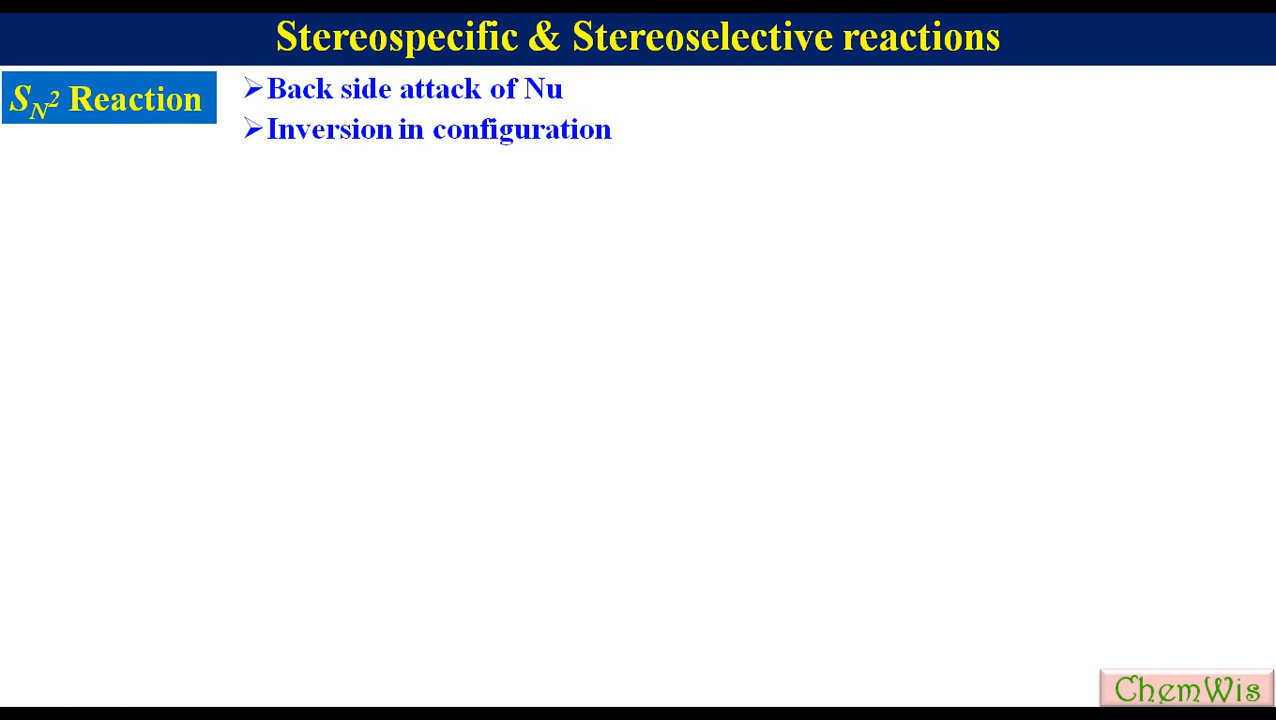 Stereospecific & Stereoselective reactions
SN2 Reaction
➢Back side attack of Nu
➢Inversion in configuration
ChemWis